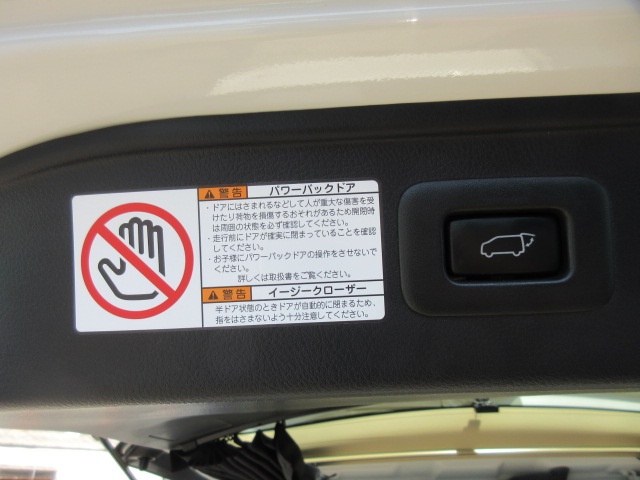 警告 パワーバックドア
・ドアにはさまれるなどして人が重大な傷害を受
けたり荷物を損傷するおそれがあるため開閉時
は周囲の状態を必ず確認してください。
・走行前にドアが確実に閉まっていることを確認
してください。
・お子様にパワーバックドアの操作をさせないで
ください。
詳しくは取扱書をご覧ください。
警告 イージークローザー
半ドア状態のときドアが自動的に閉まるため、
指をはさまないよう十分注意してください。